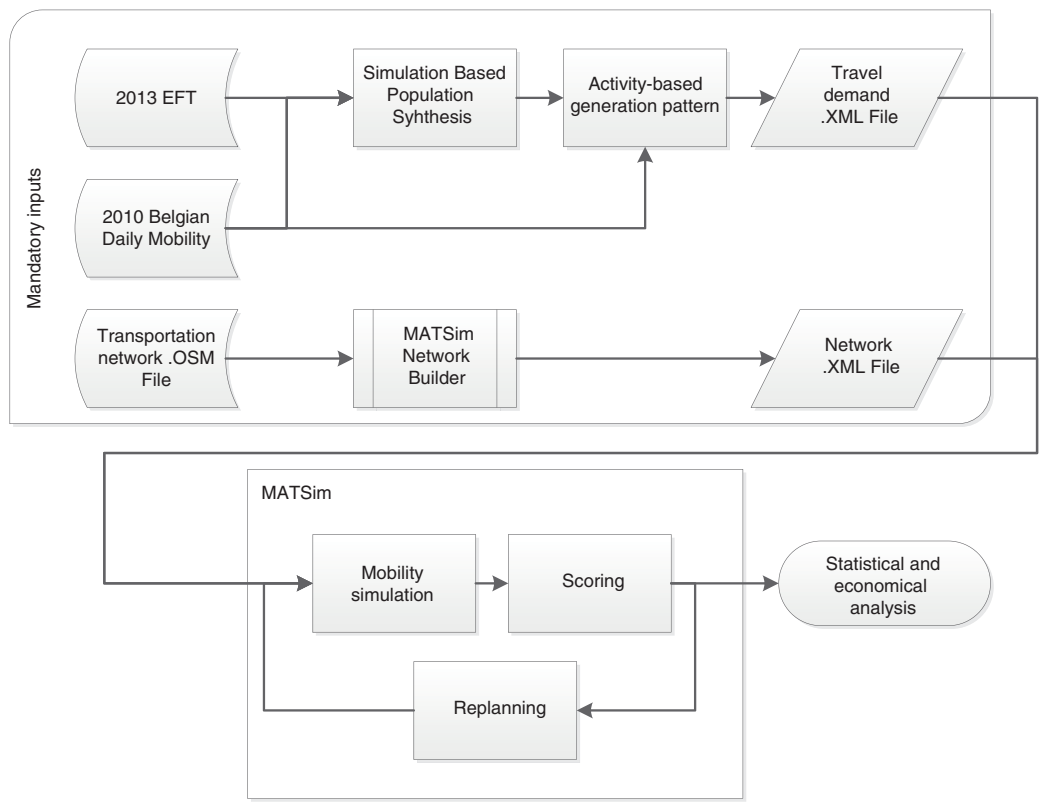 Mandatory inputs
2013 EFT
Simulation Based
Population
Syhthesis
Activity-based
generation pattern
Travel
demand
.XML File
2010 Belgian
Daily Mobility
Transportation
network .OSM
File
MATSim
Network
Builder
Network
.XML File
MATSim
Mobility
simulation
Scoring
Statistical and
economical
analysis
Replanning